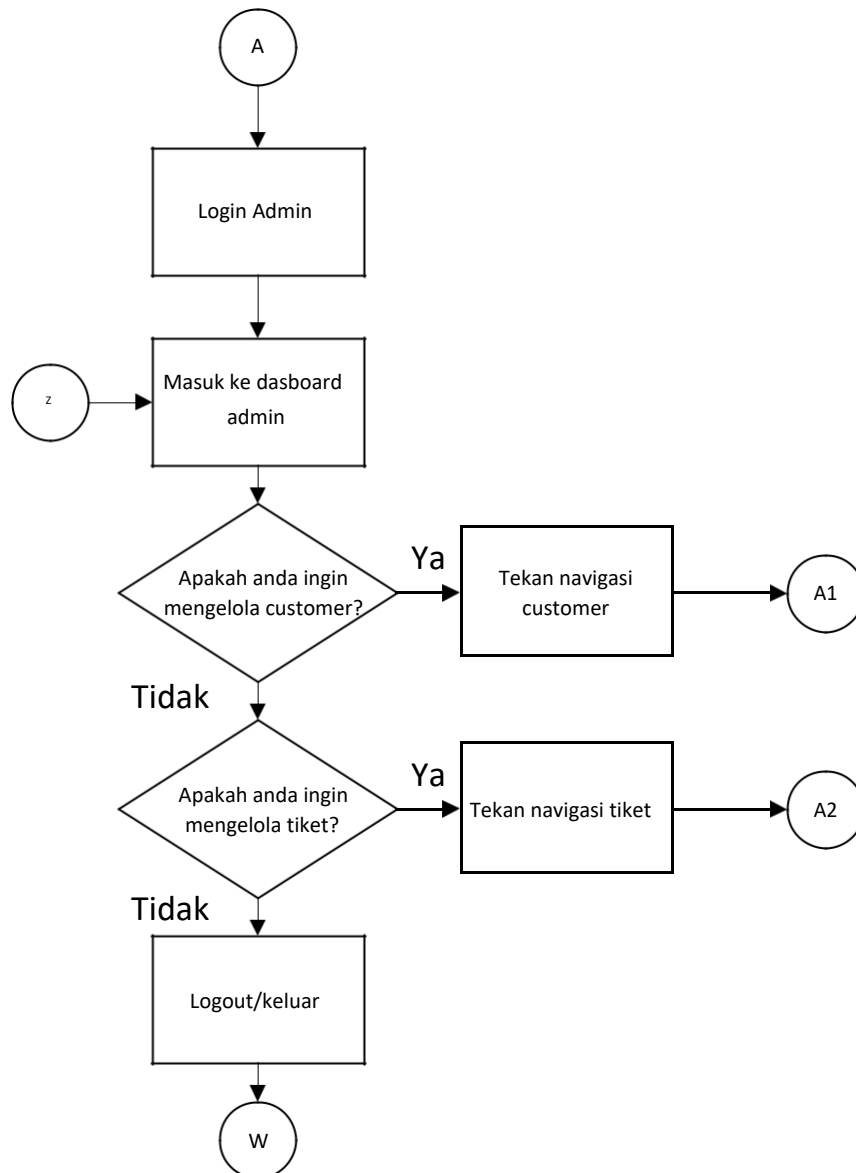 A
Login Admin
Masuk ke dasboard
admin
z
Apakah anda ingin
mengelola customer?
Ya
Tekan navigasi
customer
A1
Tidak
Apakah anda ingin
mengelola tiket?
Ya
Tekan navigasi tiket
A2
Tidak
Logout/keluar
W